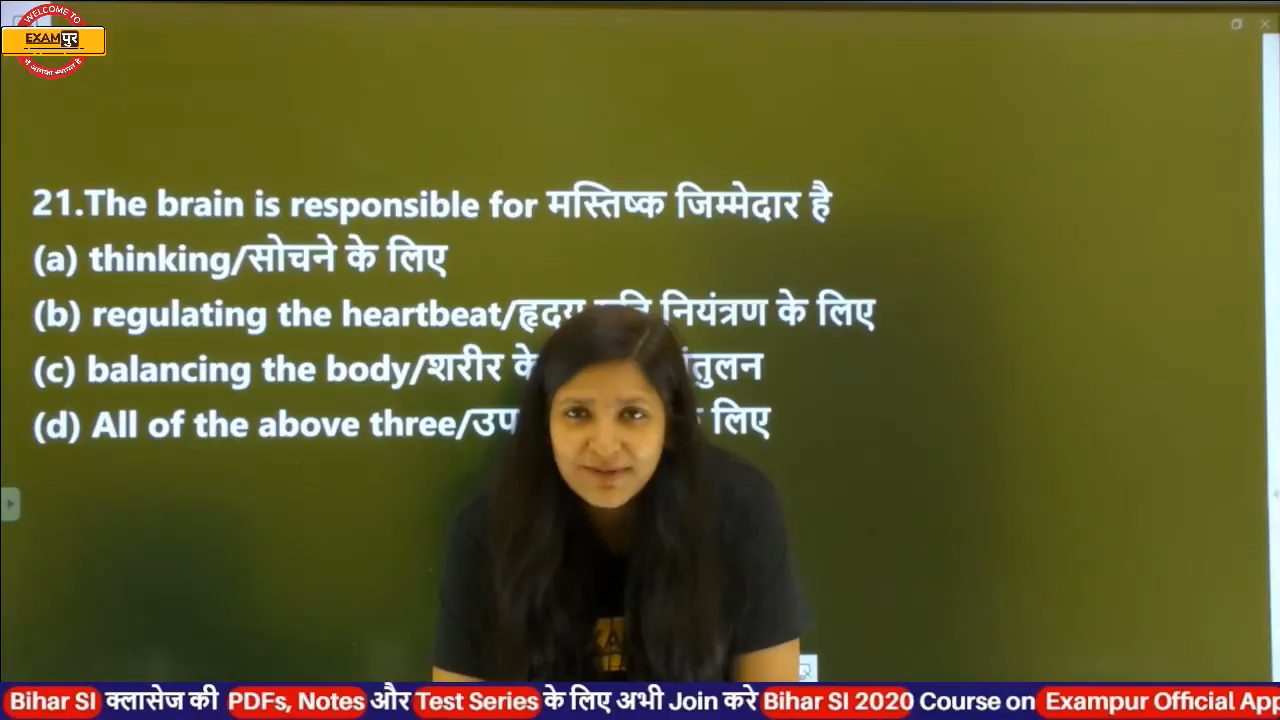 WELCOME TO
EXAMपुर
21.The brain is responsible for मस्तिष्क जिम्मेदार है
(a) thinking/सोचने के लिए
(b) regulating the heartbeat/हृदय नियंत्रण के लिए
(c) balancing the body/शरीर के
(d) All of the above three/ लिए
Bihar SI क्लासेज की PDFs, Notes और Test Series के लिए अभी Join करे Bihar SI 2020 Course on Exampur Official App